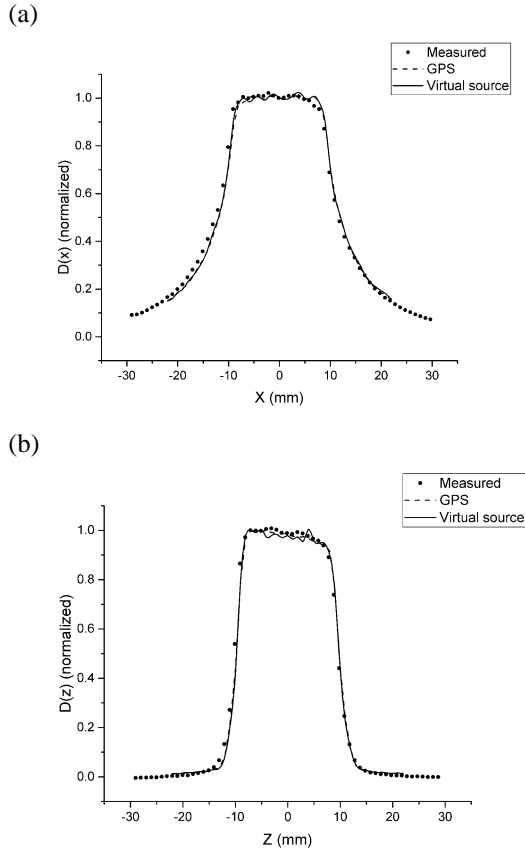 (a)
Measured
GPS
Virtual source
1.0
0.8
0.6
0.4
0.2
0.0
D(x) (normalized)
-30 -20 -10 0 10 20 30
X (mm)
(b)
Measured
GPS
Virtual source
1.0
0.8
0.6
0.4
0.2
0.0
D(z) (normalized)
-30 -20 -10 0 10 20 30
Z (mm)